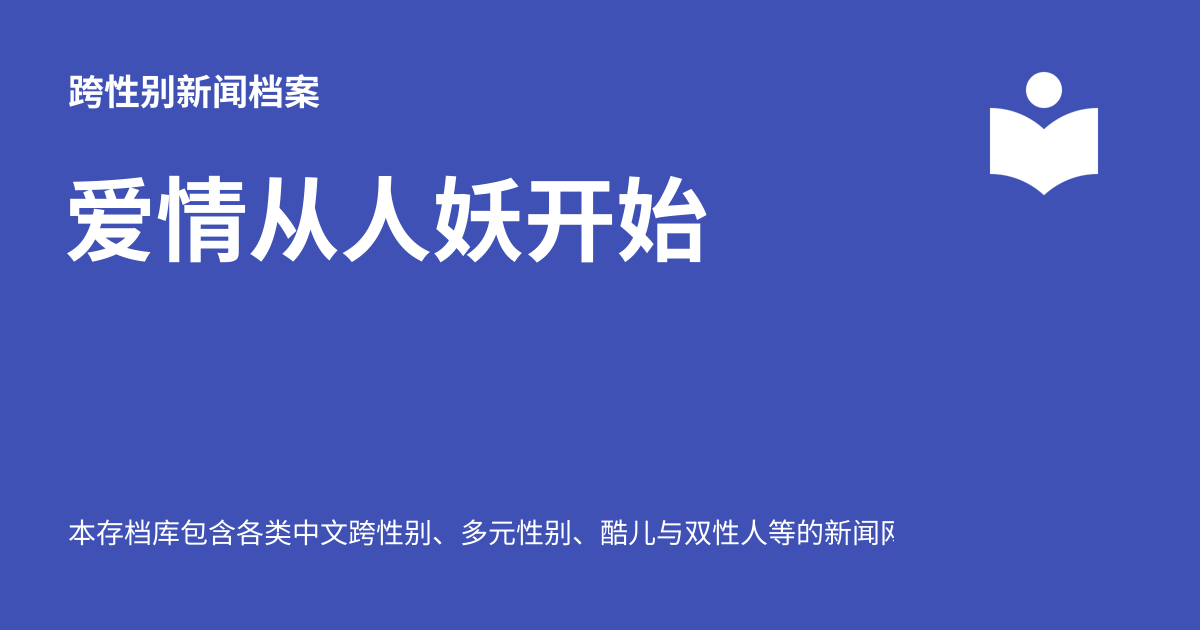 跨性别新闻档案
爱情从人妖开始
本存档库包含各类中文跨性别、多元性别、酷儿与双性人等的新闻